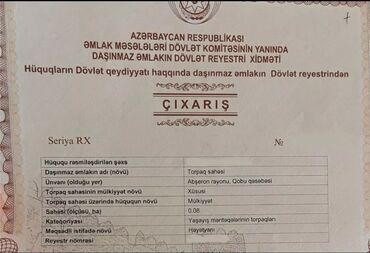 AZƏRBAYCAN RESPUBLİKASI
ƏMLAK MƏSƏLƏLƏRİ DÖVLƏT KOMİTƏSİNİN YANINDA
DAŞINMAZ ƏMLAKIN DÖVLƏT REYESTRİ XİDMƏTİ
Hüquqların Dövlət qeydiyyatı haqqında daşınmaz əmlakın Dövlət reyestrindən
ÇIXARIŞ
Seriya RX №
Hüququ rəsmiləşdirilən şəxs
Daşınmaz əmlakın adı (növü) Torpaq sahəsi
Ünvanı (olduğu yer) Abşeron rayonu, Qobu qəsəbəsi
Torpaq sahəsinin mülkiyyət növü Xüsusi
Torpaq sahəsi üzərində hüququn növü Mülkiyyət
Sahəsi (ölçüsü, ha) 0.08
Kateqoriyası Yaşayış məntəqələrinin torpaqları
Məqsədli istifadə növü Həyətyanı
Reyestr nömrəsi